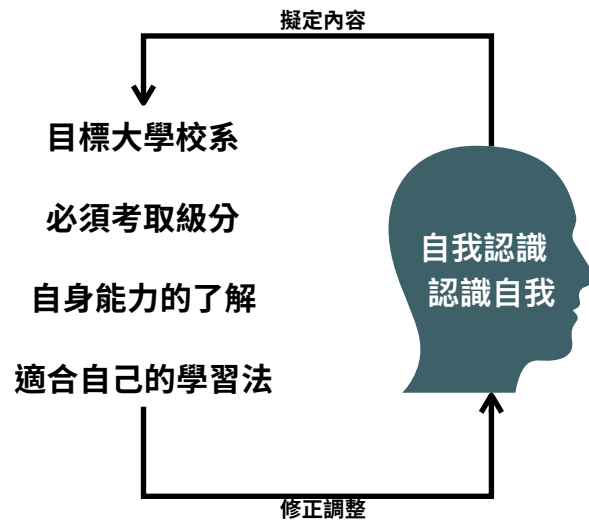 擬定內容
目標大學校系
必須考取級分
自身能力的了解
適合自己的學習法
自我認識
認識自我
修正調整